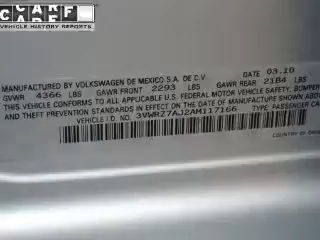 CARFAX
VEHICLE HISTORY REPORTS
MANUFACTURED BY VOLKSWAGEN DE MEXICO S.A. DE C.V. 03.10
GVWR 4366 LBS GAWR FRONT 2293 LBS GAWR REAR 2184 LBS
THIS VEHICLE CONFORMS TO ALL APPLICABLE U.S. FEDERAL MOTOR VEHICLE SAFETY, BUMPER
AND THEFT PREVENTION STANDARDS IN EFFECT ON THE DATE OF MANUFACTURE SHOWN ABOVE
VEHICLE I.D. NO.: 3VWRZ7AJ2AM117166 TYPE: PASSENGER CAR